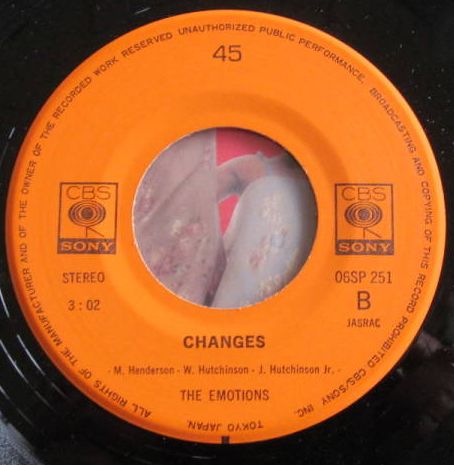 ALL RIGHTS OF THE MANUFACTURER AND OF THE OWNER OF THE RECORDED WORK RESERVED UNAUTHORIZED PUBLIC PERFORMANCE, BROADCASTING AND COPYING OF THIS RECORD PROHIBITED CBS/SONY INC. TOKYO JAPAN.
45
CBS
SONY
CBS
SONY
STEREO
06SP 251
3:02
B
JASRAC
CHANGES
- M. Henderson - W. Hutchinson - J. Hutchinson Jr. -
THE EMOTIONS